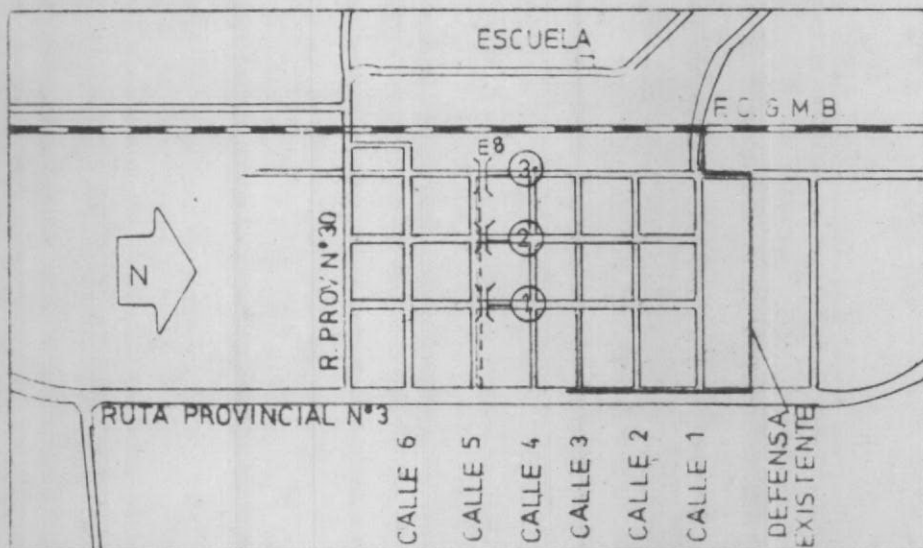 ESCUELA
F.C.G.M.B.
E8
3
2
1
N
R. PROV. N°30
RUTA PROVINCIAL N°3
CALLE 6
CALLE 5
CALLE 4
CALLE 3
CALLE 2
CALLE 1
DEFENSA
EXISTENTE